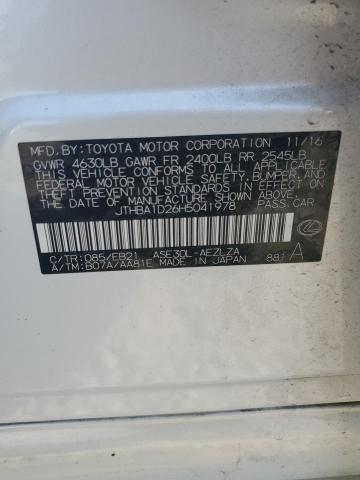 MFD.BY:TOYOTA MOTOR CORPORATION 11/16
GVWR 4630LB GAWR FR 2400LB RR 2545LB
THIS VEHICLE CONFORMS TO ALL APPLICABLE
FEDERAL MOTOR VEHICLE SAFETY, BUMPER, AND
THEFT PREVENTION STANDARDS IN EFFECT ON
THE DATE OF MANUFACTURE SHOWN ABOVE.
JTHBA1D26H5041978 PASS.CAR
C/TR:085/EB21 ASE30L-AEZLZA
A/TM:B07A/AA81E MADE IN JAPAN 881 A